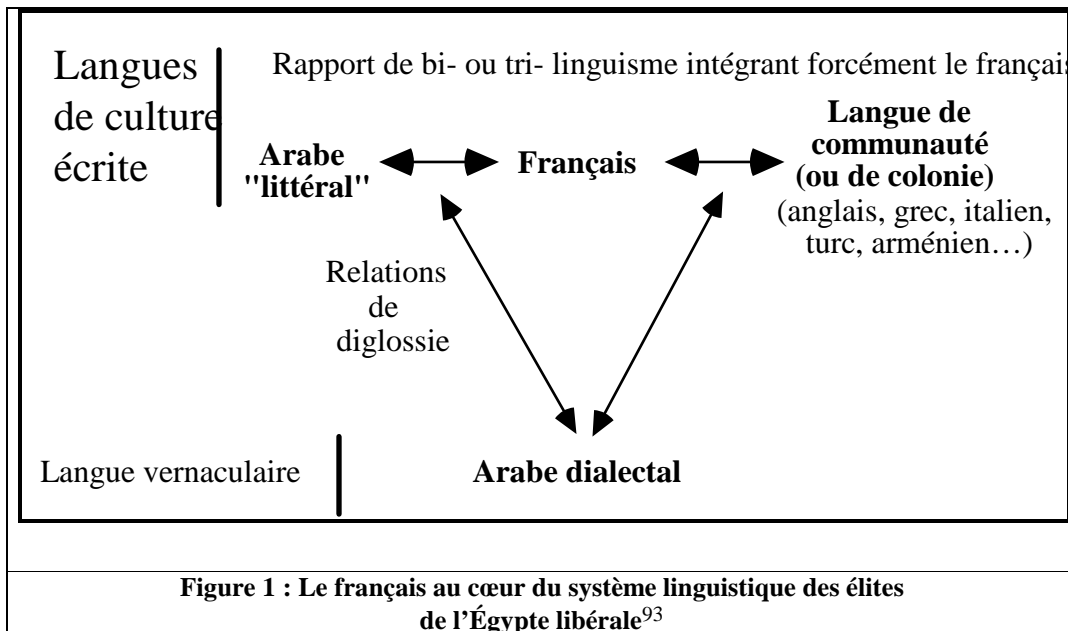 Langues
de culture
écrite
Rapport de bi- ou tri- linguisme intégrant forcément le français
Arabe
"littéral"
Français
Langue de
communauté
(ou de colonie)
(anglais, grec, italien,
turc, arménien…)
Relations
de
diglossie
Langue vernaculaire
Arabe dialectal
Figure 1 : Le français au cœur du système linguistique des élites
de l’Égypte libérale93